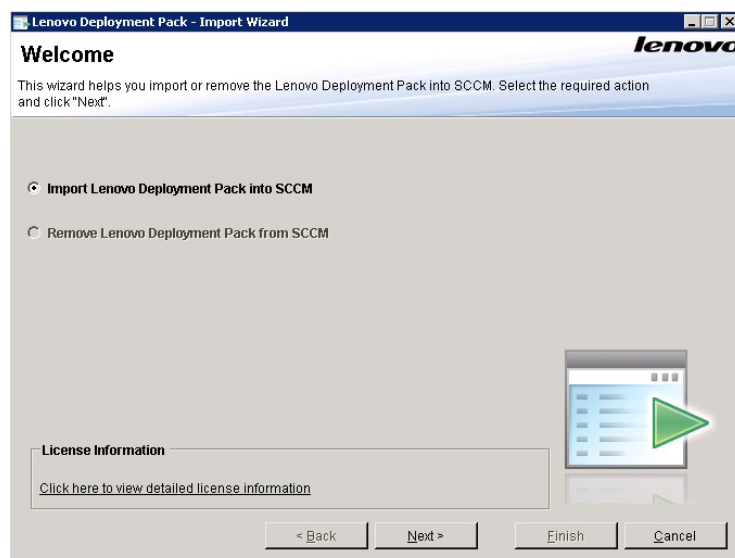 Lenovo Deployment Pack - Import Wizard
Welcome
lenovo
This wizard helps you import or remove the Lenovo Deployment Pack into SCCM. Select the required action
and click "Next".
Import Lenovo Deployment Pack into SCCM
Remove Lenovo Deployment Pack from SCCM
License Information
Click here to view detailed license information
< Back
Next >
Finish
Cancel